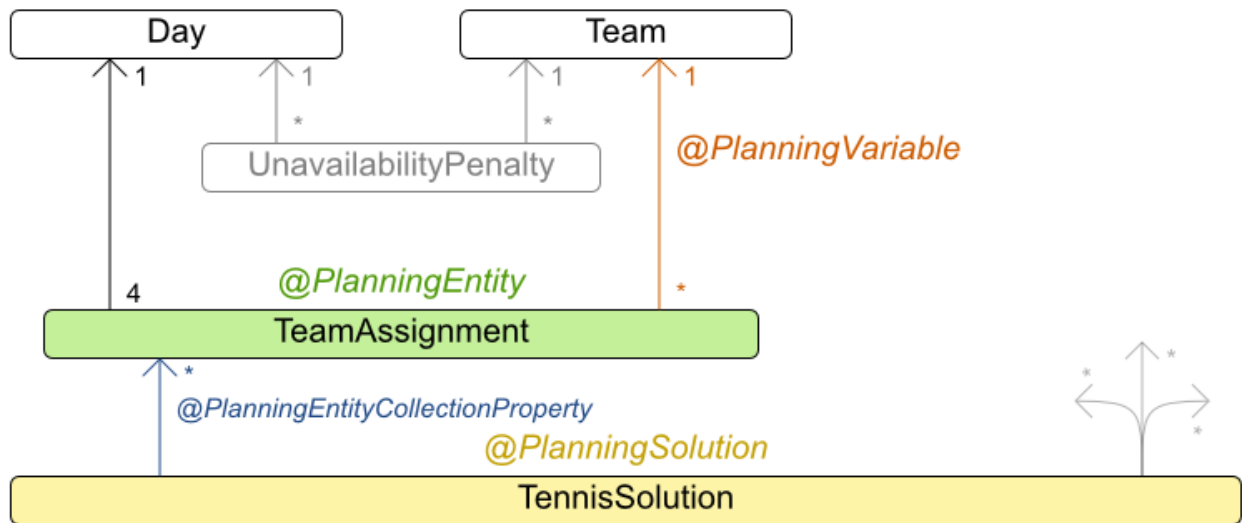 Day
Team
1
1
1
1
*
*
@PlanningVariable
UnavailabilityPenalty
@PlanningEntity
4
*
TeamAssignment
*
*
*
@PlanningEntityCollectionProperty
*
@PlanningSolution
TennisSolution